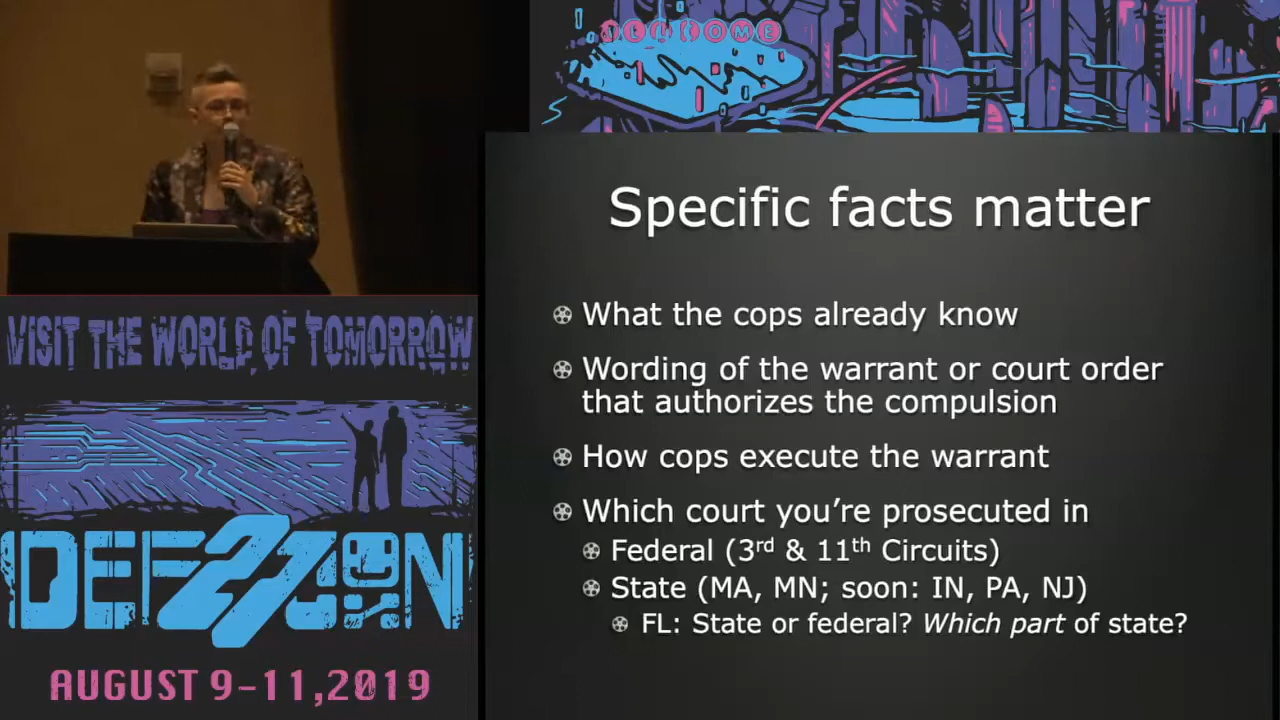 WELCOME
Specific facts matter
What the cops already know
Wording of the warrant or court order
that authorizes the compulsion
How cops execute the warrant
Which court you’re prosecuted in
Federal (3rd & 11th Circuits)
State (MA, MN; soon: IN, PA, NJ)
FL: State or federal? Which part of state?
VISIT THE WORLD OF TOMORROW
DEF27CON
AUGUST 9-11,2019